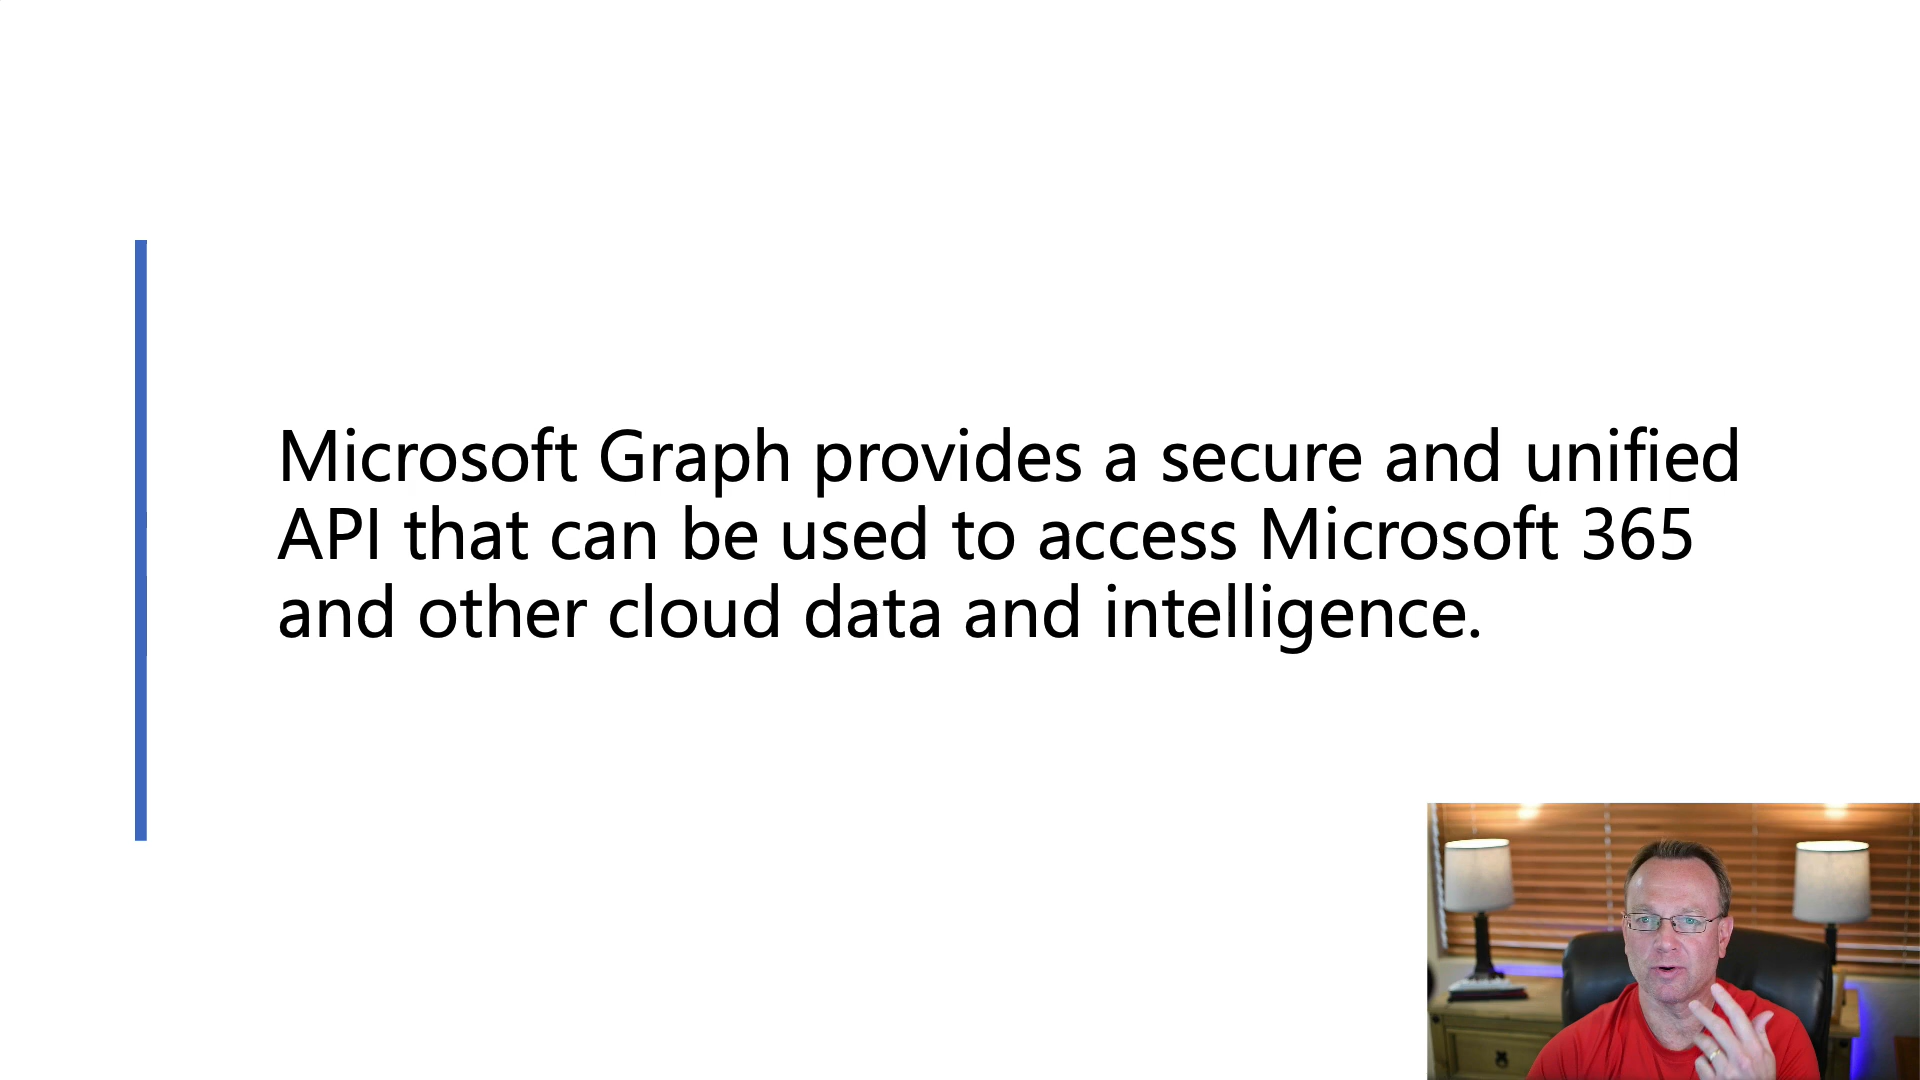 Microsoft Graph provides a secure and unified
API that can be used to access Microsoft 365
and other cloud data and intelligence.